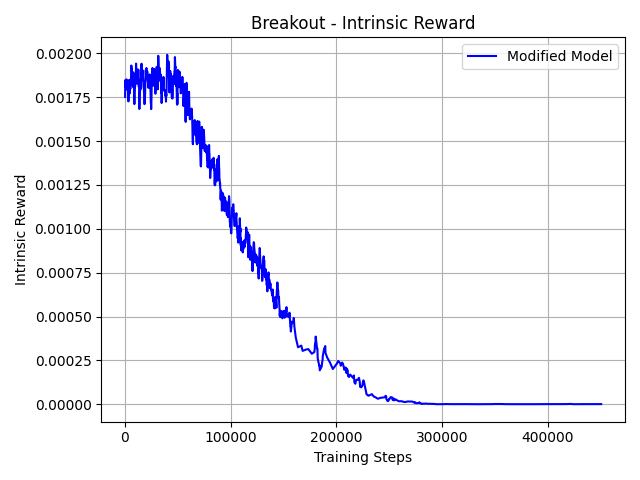 Breakout - Intrinsic Reward
Modified Model
0.00200
0.00175
0.00150
0.00125
0.00100
0.00075
0.00050
0.00025
0.00000
Intrinsic Reward
0 100000 200000 300000 400000
Training Steps